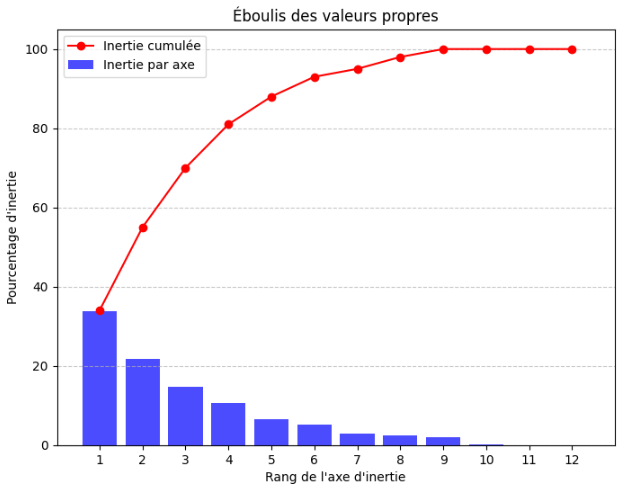 Éboulis des valeurs propres
Inertie cumulée
Inertie par axe
Pourcentage d'inertie
100
80
60
40
20
0
1 2 3 4 5 6 7 8 9 10 11 12
Rang de l'axe d'inertie